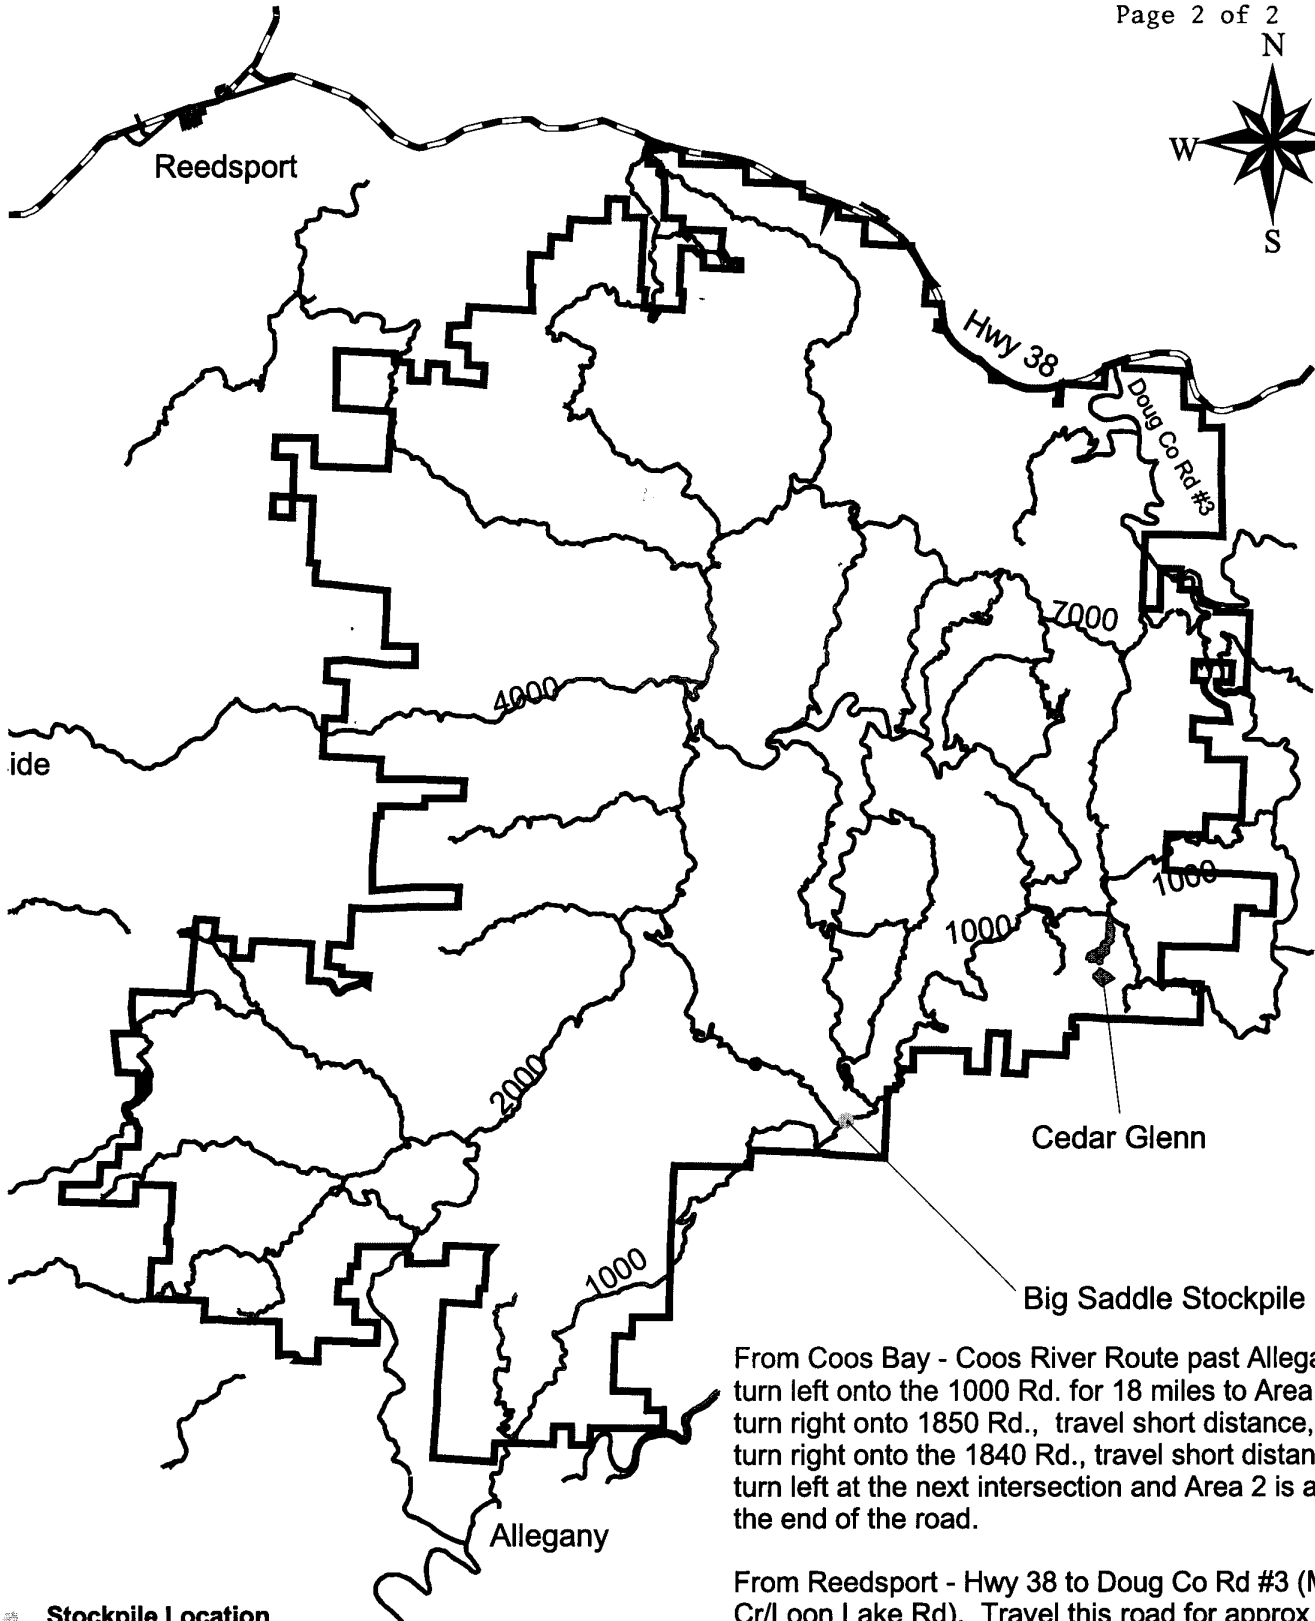 Page 2 of 2
N
W
S
Reedsport
Hwy 38
Doug Co Rd #3
7000
4000
ide
1000
1000
2000
Cedar Glenn
1000
Big Saddle Stockpile
From Coos Bay - Coos River Route past Allega
turn left onto the 1000 Rd. for 18 miles to Area
turn right onto 1850 Rd., travel short distance,
turn right onto the 1840 Rd., travel short distan
turn left at the next intersection and Area 2 is a
the end of the road.
Allegany
From Reedsport - Hwy 38 to Doug Co Rd #3 (M
Cr/Loon Lake Rd). Travel this road for approx
Stockpile Location